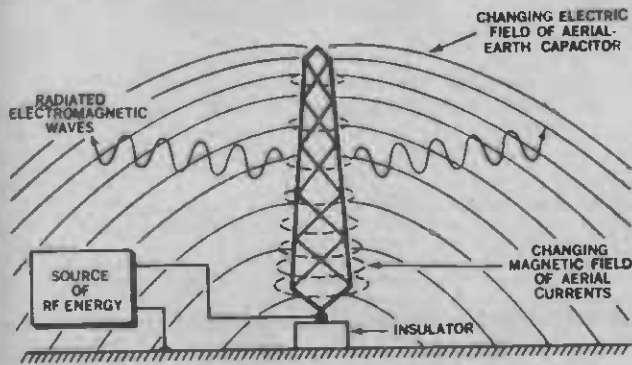 CHANGING ELECTRIC
FIELD OF AERIAL-
EARTH CAPACITOR
RADIATED
ELECTROMAGNETIC
WAVES
SOURCE
OF
RF ENERGY
CHANGING
MAGNETIC FIELD
OF AERIAL
CURRENTS
INSULATOR